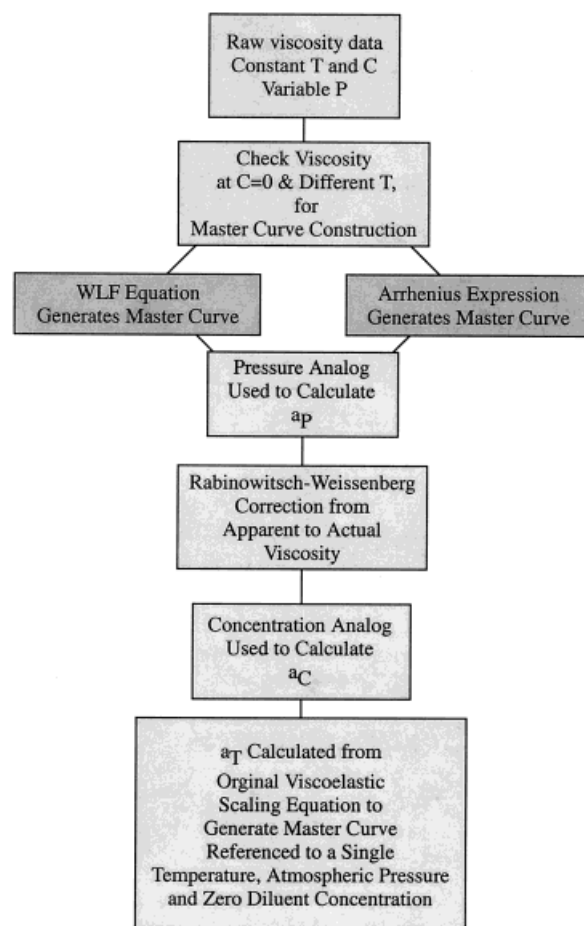 Raw viscosity data
Constant T and C
Variable P
Check Viscosity
at C=0 & Different T,
for
Master Curve Construction
WLF Equation
Generates Master Curve
Arrhenius Expression
Generates Master Curve
Pressure Analog
Used to Calculate
aP
Rabinowitsch-Weissenberg
Correction from
Apparent to Actual
Viscosity
Concentration Analog
Used to Calculate
aC
aT Calculated from
Orginal Viscoelastic
Scaling Equation to
Generate Master Curve
Referenced to a Single
Temperature, Atmospheric Pressure
and Zero Diluent Concentration